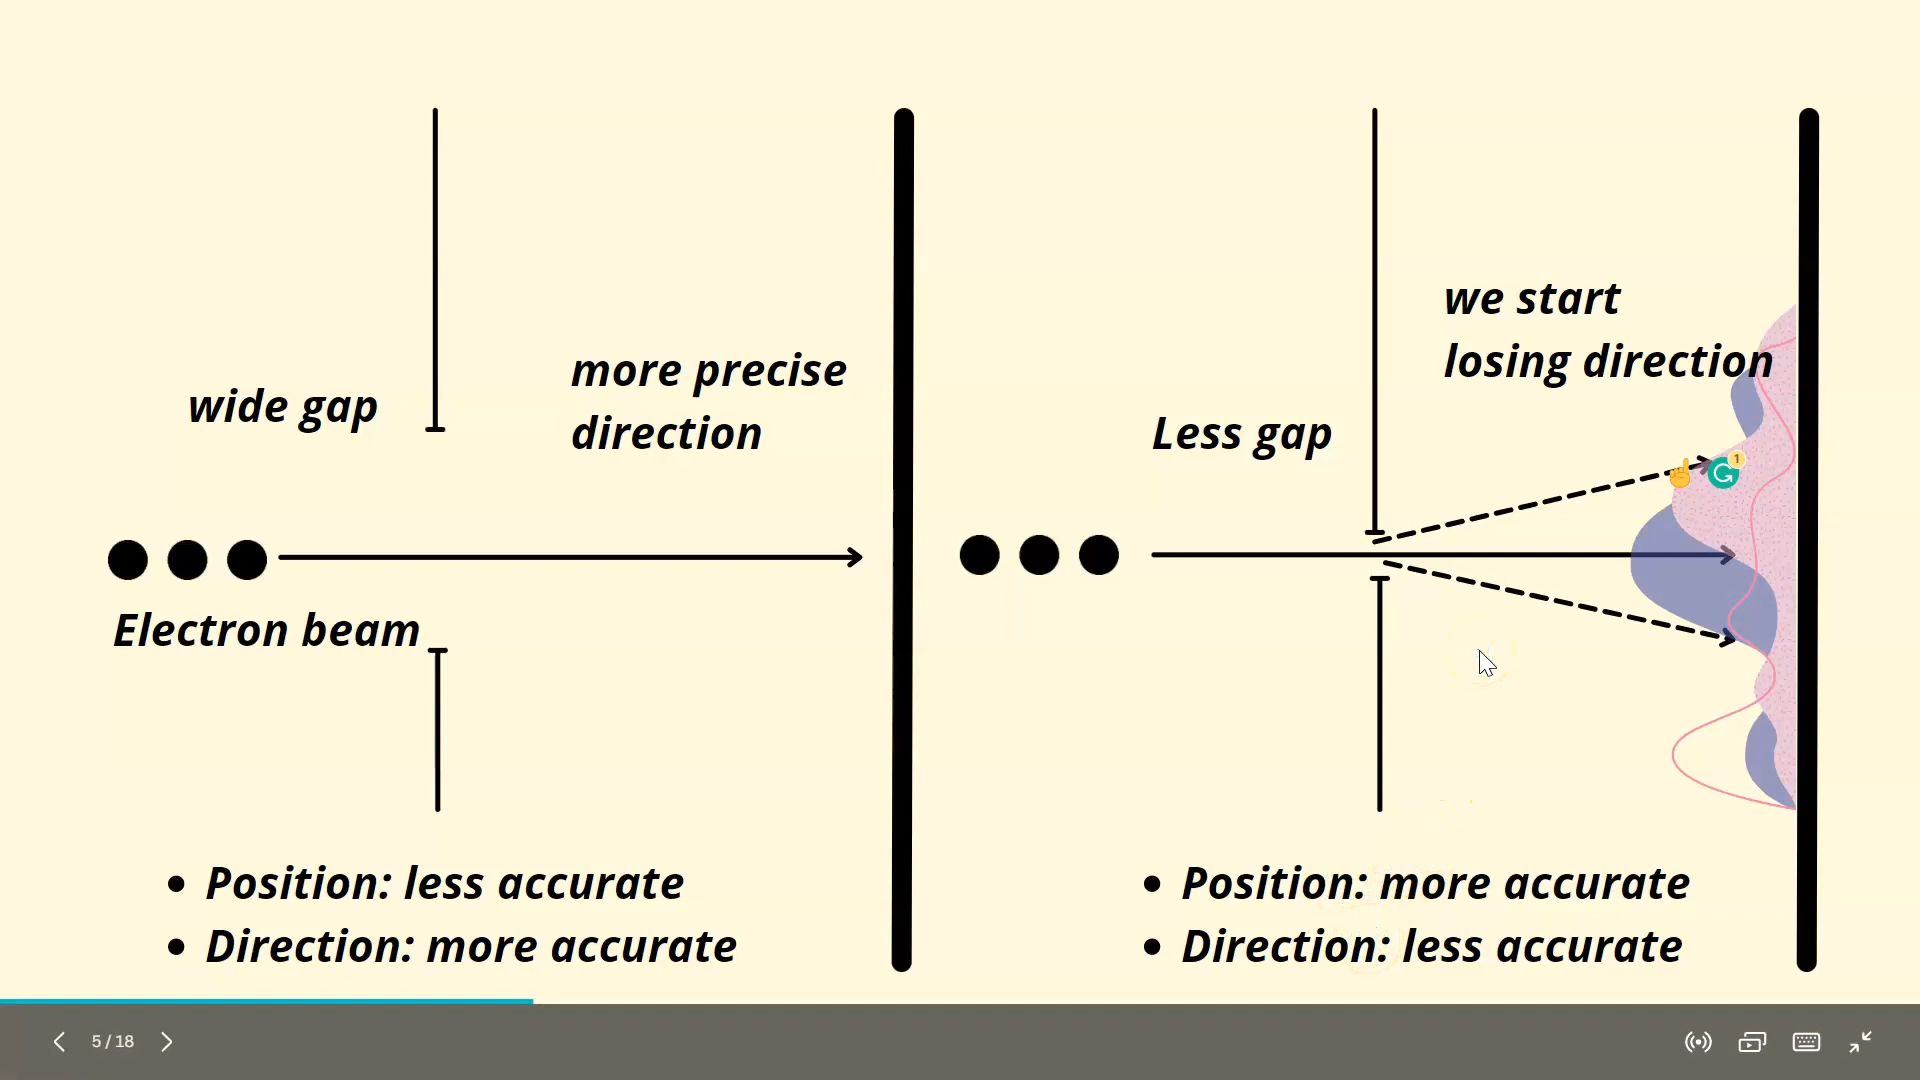 wide gap
more precise
direction
Electron beam
• Position: less accurate
• Direction: more accurate
we start
losing direction
Less gap
1
• Position: more accurate
• Direction: less accurate
5 / 18